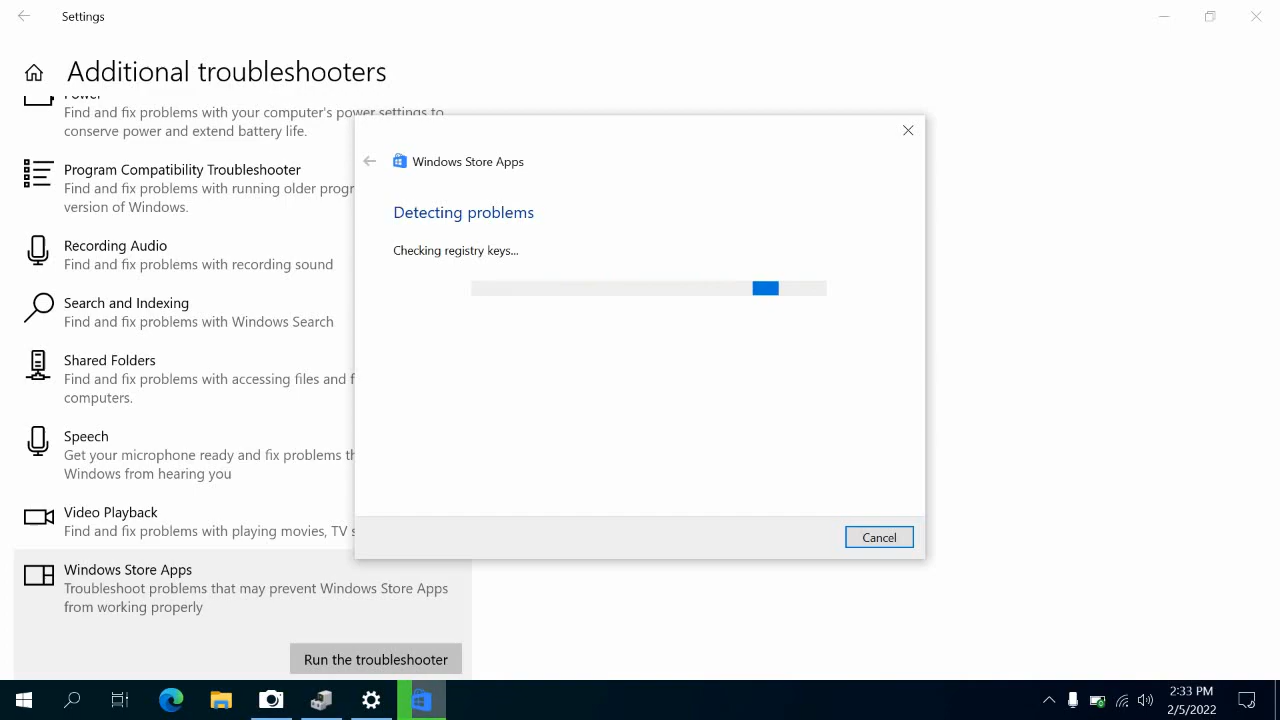 Settings
Additional troubleshooters
Power
Find and fix problems with your computer's power settings to
conserve power and extend battery life.
Program Compatibility Troubleshooter
Find and fix problems with running older progr
version of Windows.
Recording Audio
Find and fix problems with recording sound
Search and Indexing
Find and fix problems with Windows Search
Shared Folders
Find and fix problems with accessing files and f
computers.
Speech
Get your microphone ready and fix problems th
Windows from hearing you
Video Playback
Find and fix problems with playing movies, TV s
Windows Store Apps
Troubleshoot problems that may prevent Windows Store Apps
from working properly
Run the troubleshooter
Windows Store Apps
Detecting problems
Checking registry keys...
Cancel
2:33 PM
2/5/2022